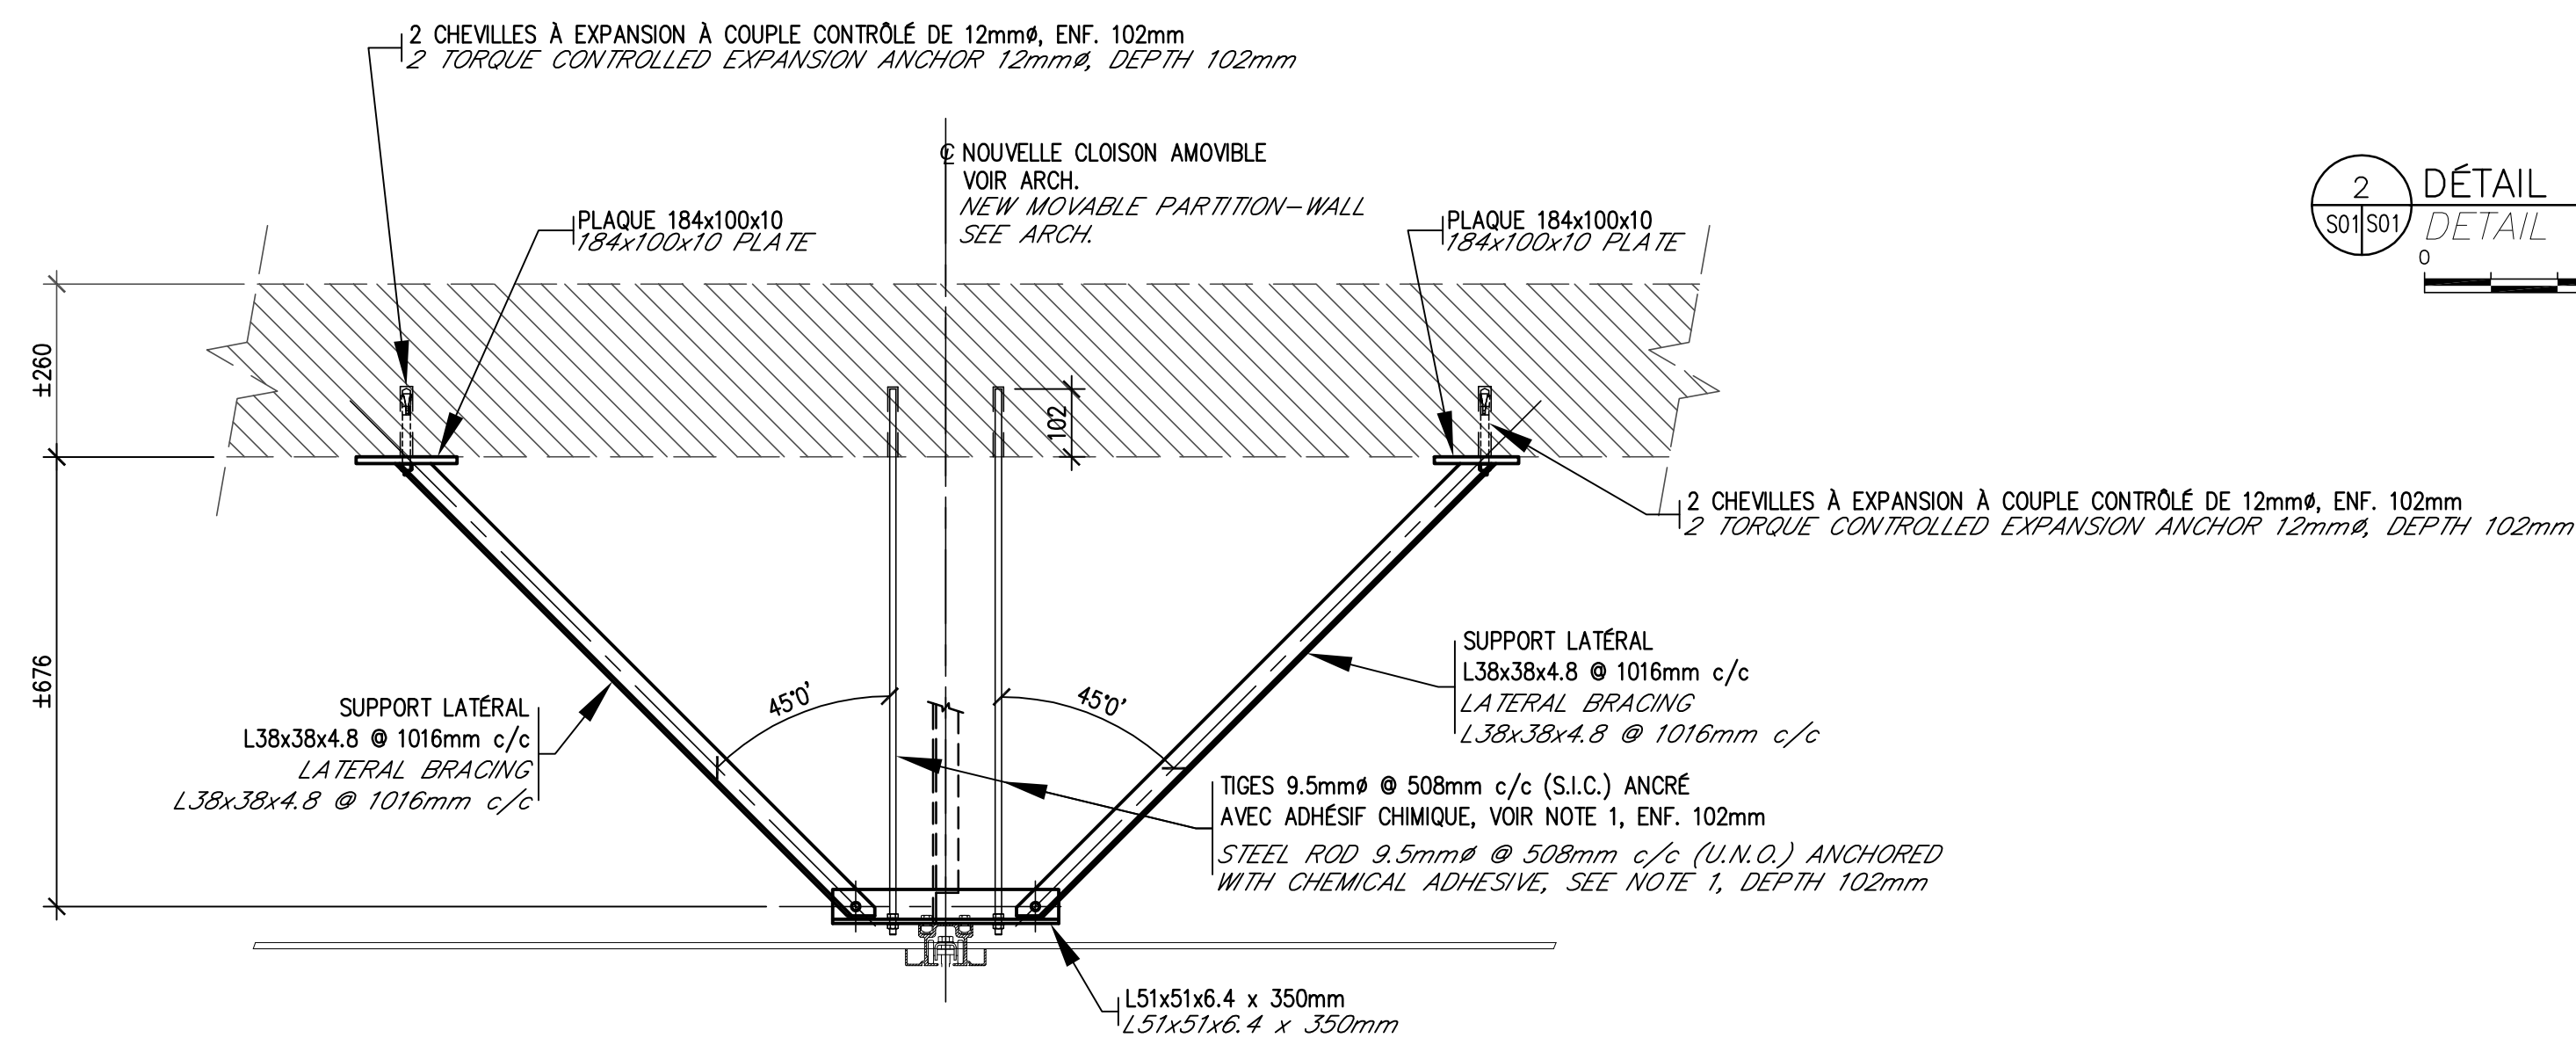 2 CHEVILLES À EXPANSION À COUPLE CONTRÔLÉ DE 12mmø, ENF. 102mm
2 TORQUE CONTROLLED EXPANSION ANCHOR 12mmø, DEPTH 102mm
℄ NOUVELLE CLOISON AMOVIBLE
VOIR ARCH.
NEW MOVABLE PARTITION-WALL
SEE ARCH.
PLAQUE 184x100x10
184x100x10 PLATE
PLAQUE 184x100x10
184x100x10 PLATE
2
S01 S01
DÉTAIL
DETAIL
0
±260
102
2 CHEVILLES À EXPANSION À COUPLE CONTRÔLÉ DE 12mmø, ENF. 102mm
2 TORQUE CONTROLLED EXPANSION ANCHOR 12mmø, DEPTH 102mm
±676
45°0'
45°0'
SUPPORT LATÉRAL
L38x38x4.8 @ 1016mm c/c
LATERAL BRACING
L38x38x4.8 @ 1016mm c/c
SUPPORT LATÉRAL
L38x38x4.8 @ 1016mm c/c
LATERAL BRACING
L38x38x4.8 @ 1016mm c/c
TIGES 9.5mmø @ 508mm c/c (S.I.C.) ANCRÉ
AVEC ADHÉSIF CHIMIQUE, VOIR NOTE 1, ENF. 102mm
STEEL ROD 9.5mmø @ 508mm c/c (U.N.O.) ANCHORED
WITH CHEMICAL ADHESIVE, SEE NOTE 1, DEPTH 102mm
L51x51x6.4 x 350mm
L51x51x6.4 x 350mm